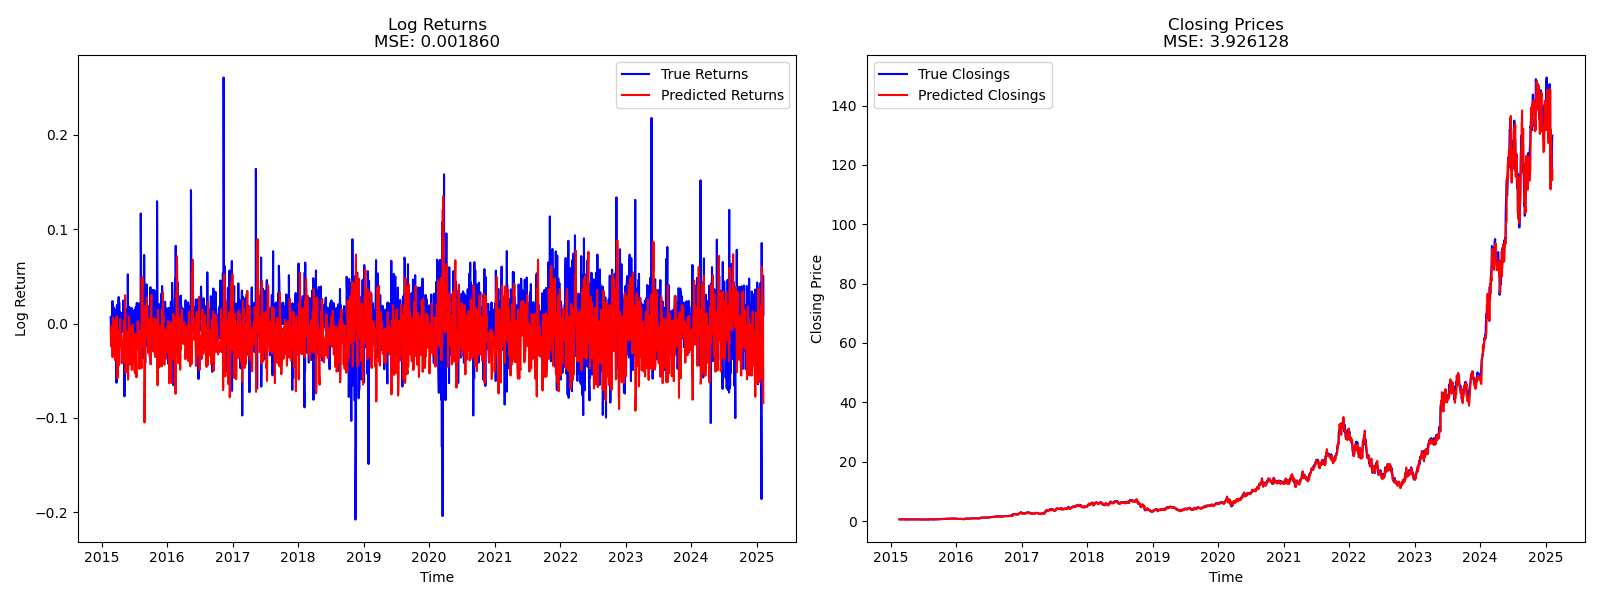 Log Returns
MSE: 0.001860
True Returns
Predicted Returns
0.2
0.1
0.0
−0.1
−0.2
Log Return
2015 2016 2017 2018 2019 2020 2021 2022 2023 2024 2025
Time
Closing Prices
MSE: 3.926128
True Closings
Predicted Closings
140
120
100
80
60
40
20
0
Closing Price
2015 2016 2017 2018 2019 2020 2021 2022 2023 2024 2025
Time